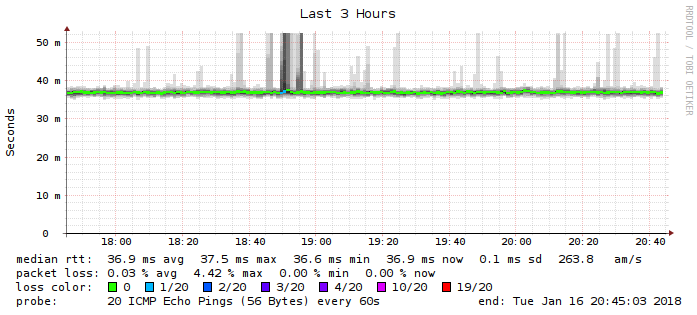 Last 3 Hours
RRDTOOL / TOBI OETIKER
Seconds
50 m
40 m
30 m
20 m
10 m
0
18:00 18:20 18:40 19:00 19:20 19:40 20:00 20:20 20:40
median rtt: 36.9 ms avg 37.5 ms max 36.6 ms min 36.9 ms now 0.1 ms sd 263.8 am/s
packet loss: 0.03 % avg 4.42 % max 0.00 % min 0.00 % now
loss color: 0 1/20 2/20 3/20 4/20 10/20 19/20
probe: 20 ICMP Echo Pings (56 Bytes) every 60s end: Tue Jan 16 20:45:03 2018